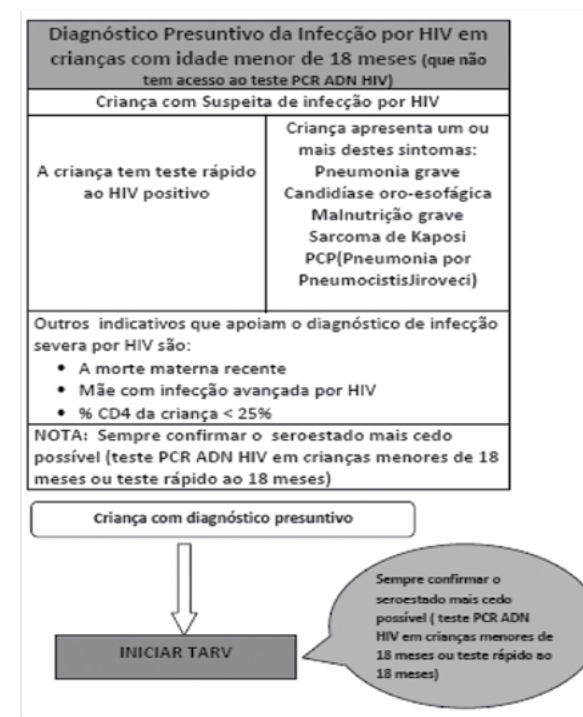 Diagnóstico Presuntivo da Infecção por HIV em
crianças com idade menor de 18 meses (que não
tem acesso ao teste PCR ADN HIV)
Criança com Suspeita de infecção por HIV
A criança tem teste rápido
ao HIV positivo
Criança apresenta um ou
mais destes sintomas:
Pneumonia grave
Candidíase oro-esofágica
Malnutrição grave
Sarcoma de Kaposi
PCP(Pneumonia por
PneumocistisJiroveci)
Outros indicativos que apoiam o diagnóstico de infecção
severa por HIV são:
• A morte materna recente
• Mãe com infecção avançada por HIV
• % CD4 da criança < 25%
NOTA: Sempre confirmar o seroestado mais cedo
possível (teste PCR ADN HIV em crianças menores de 18
meses ou teste rápido ao 18 meses)
Criança com diagnóstico presuntivo
Sempre confirmar o
seroestado mais cedo
possível ( teste PCR ADN
HIV em crianças menores de
18 meses ou teste rápido ao
18 meses)
INICIAR TARV